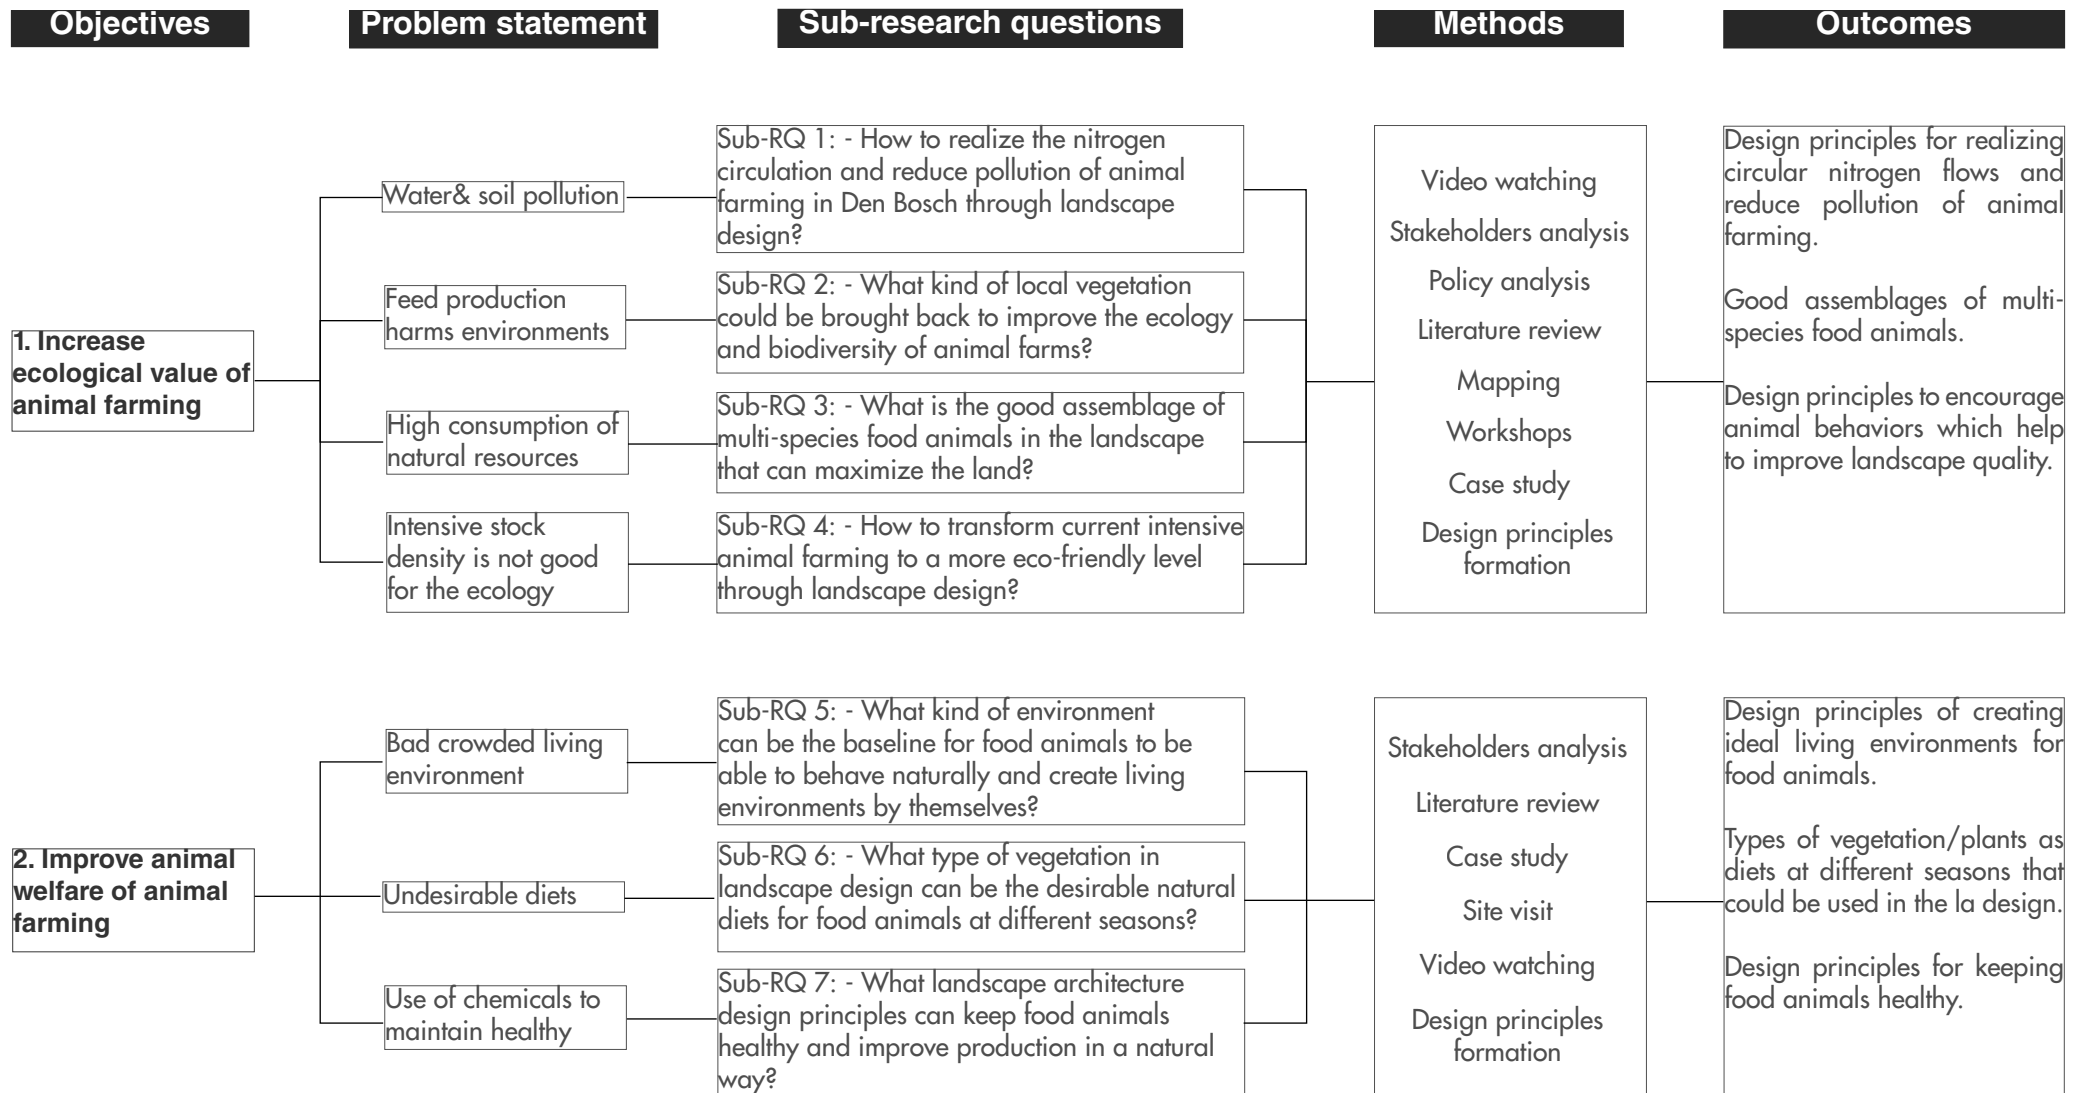 Objectives
Problem statement
Sub-research questions
Methods
Outcomes
1. Increase
ecological value of
animal farming
Water& soil pollution
Feed production
harms environments
High consumption of
natural resources
Intensive stock
density is not good
for the ecology
Sub-RQ 1: - How to realize the nitrogen
circulation and reduce pollution of animal
farming in Den Bosch through landscape
design?
Sub-RQ 2: - What kind of local vegetation
could be brought back to improve the ecology
and biodiversity of animal farms?
Sub-RQ 3: - What is the good assemblage of
multi-species food animals in the landscape
that can maximize the land?
Sub-RQ 4: - How to transform current intensive
animal farming to a more eco-friendly level
through landscape design?
Video watching
Stakeholders analysis
Policy analysis
Literature review
Mapping
Workshops
Case study
Design principles
formation
Design principles for realizing
circular nitrogen flows and
reduce pollution of animal
farming.
Good assemblages of multi-
species food animals.
Design principles to encourage
animal behaviors which help
to improve landscape quality.
2. Improve animal
welfare of animal
farming
Bad crowded living
environment
Undesirable diets
Use of chemicals to
maintain healthy
Sub-RQ 5: - What kind of environment
can be the baseline for food animals to be
able to behave naturally and create living
environments by themselves?
Sub-RQ 6: - What type of vegetation in
landscape design can be the desirable natural
diets for food animals at different seasons?
Sub-RQ 7: - What landscape architecture
design principles can keep food animals
healthy and improve production in a natural
way?
Stakeholders analysis
Literature review
Case study
Site visit
Video watching
Design principles
formation
Design principles of creating
ideal living environments for
food animals.
Types of vegetation/plants as
diets at different seasons that
could be used in the la design.
Design principles for keeping
food animals healthy.